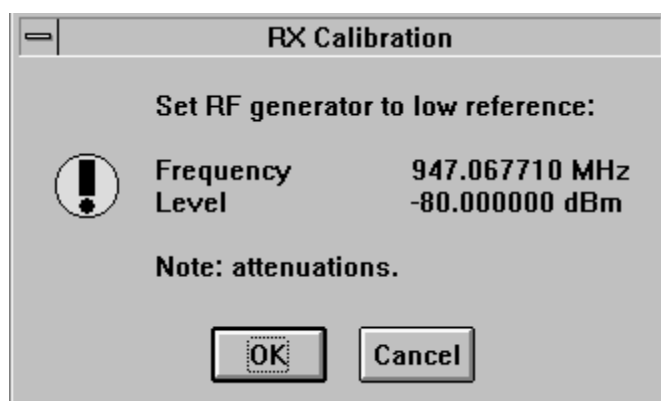 RX Calibration
Set RF generator to low reference:
Frequency 947.067710 MHz
Level -80.000000 dBm
Note: attenuations.
OK Cancel